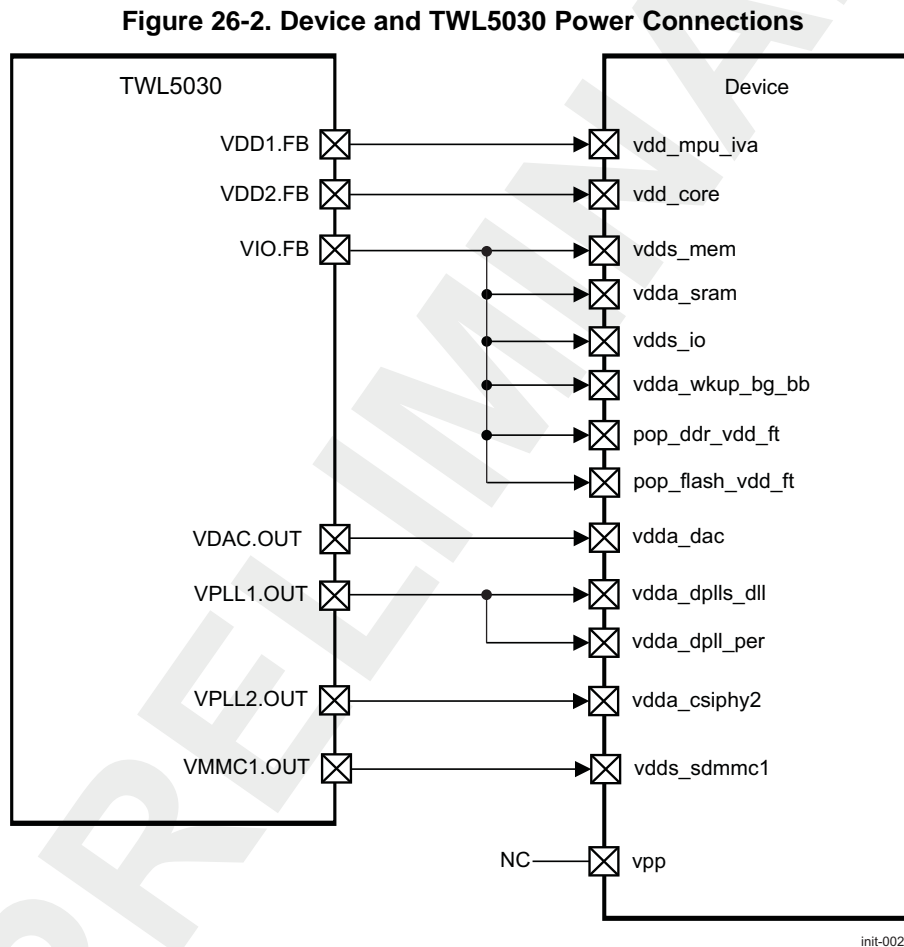 Figure 26-2. Device and TWL5030 Power Connections
TWL5030 Device
VDD1.FB vdd_mpu_iva
VDD2.FB vdd_core
VIO.FB vdds_mem
vdda_sram
vdds_io
vdda_wkup_bg_bb
pop_ddr_vdd_ft
pop_flash_vdd_ft
VDAC.OUT vdda_dac
VPLL1.OUT vdda_dplls_dll
vdda_dpll_per
VPLL2.OUT vdda_csiphy2
VMMC1.OUT vdds_sdmmc1
NC vpp
init-002
PRELIMINA